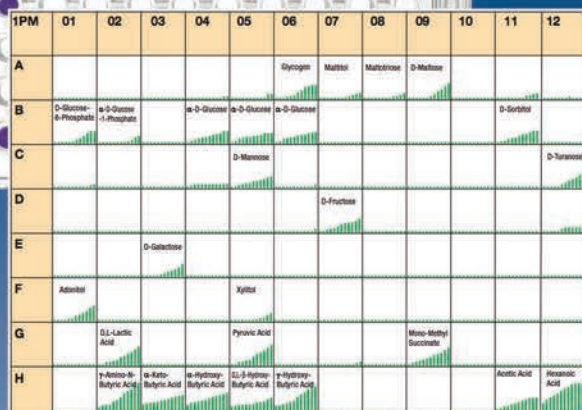 1PM 01 02 03 04 05 06 07 08 09 10 11 12
A Glycogen Maltitol Maltotriose D-Maltose
B D-Glucose- α-D-Glucose α-D-Glucose α-D-Glucose α-D-Glucose D-Sorbitol
6-Phosphate -1-Phosphate
C D-Mannose D-Turanose
D D-Fructose
E D-Galactose
F Adonitol Xylitol
G D,L-Lactic Pyruvic Acid Mono-Methyl
Acid Succinate
H γ-Amino-N- α-Keto- α-Hydroxy- D,L-β-Hydroxy- γ-Hydroxy- Acetic Acid Hexanoic
Butyric Acid Butyric Acid Butyric Acid Butyric Acid Butyric Acid Acid